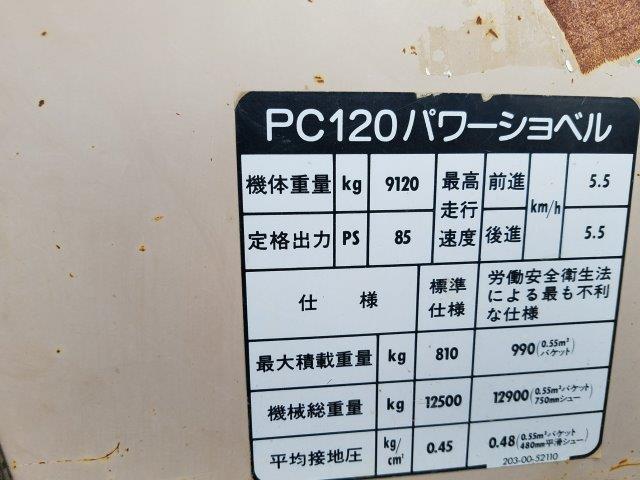 PC120パワーショベル
機体重量 kg 9120 最高走行速度 前進 km/h 5.5
定格出力 PS 85 後進 5.5
仕様 標準仕様 労働安全衛生法による最も不利な仕様
最大積載重量 kg 810 990(0.55m³バケット)
機械総重量 kg 12500 12900(0.55m³バケット 750mmシュー)
平均接地圧 kg/cm² 0.45 0.48(0.55m³バケット 480mm平滑シュー)
203-00-52110